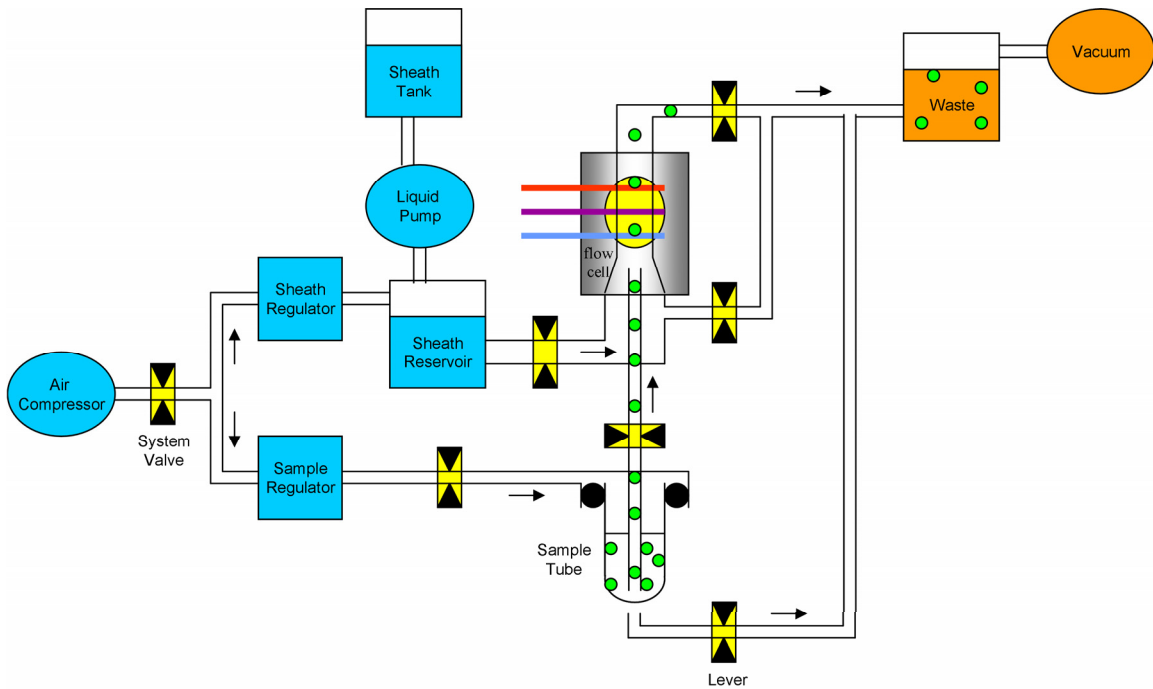 Sheath
Tank
Vacuum
Waste
Liquid
Pump
flow
cell
Sheath
Regulator
Sheath
Reservoir
Air
Compressor
System
Valve
Sample
Regulator
Sample
Tube
Lever